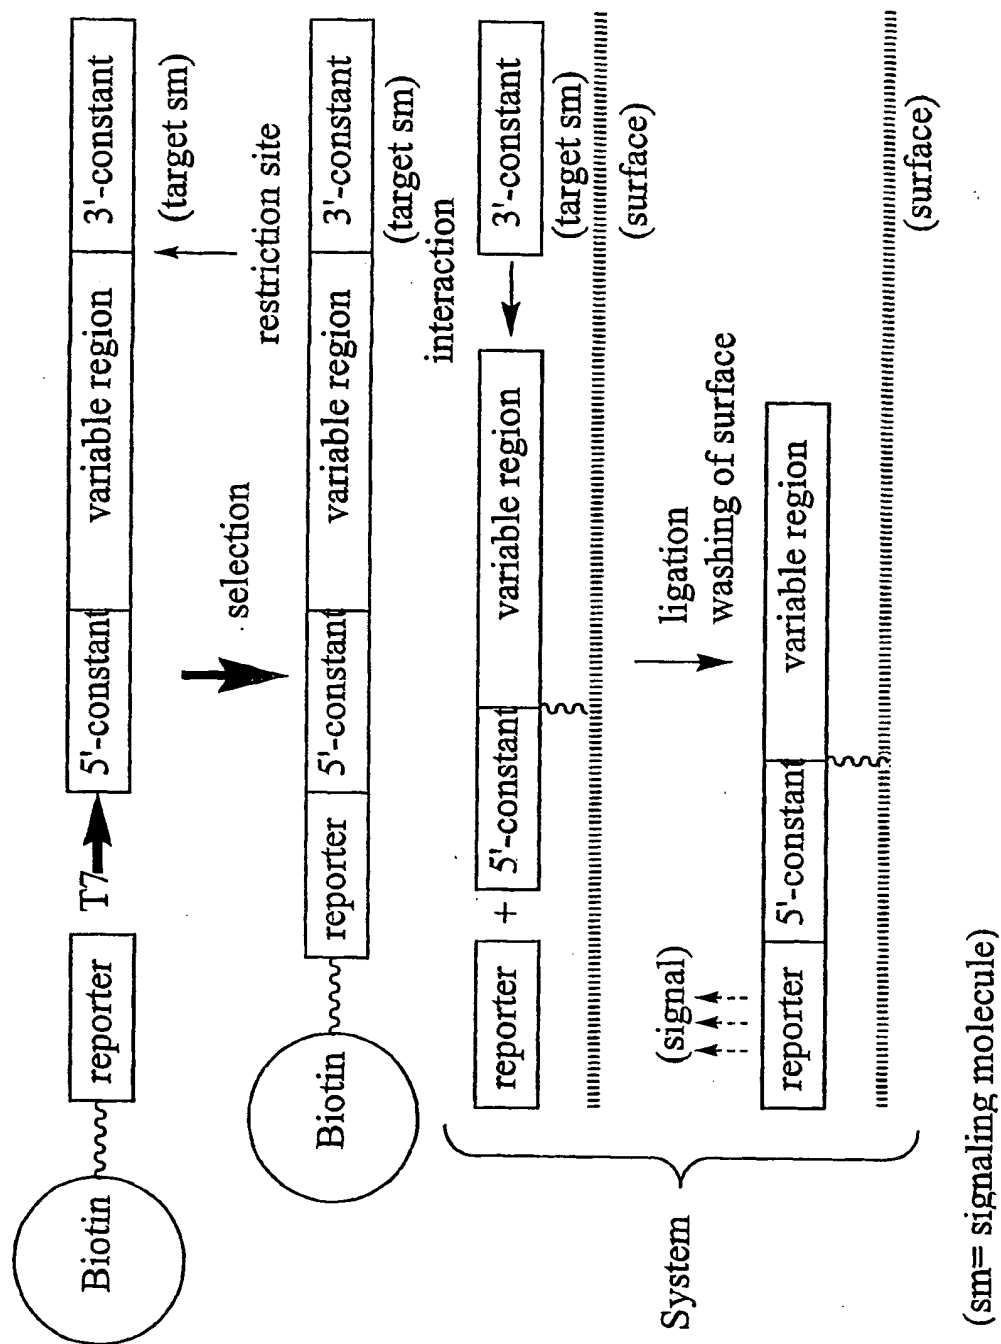 Biotin
reporter
T7
5'-constant
variable region
3'-constant
(target sm)
restriction site
selection
Biotin
reporter
5'-constant
variable region
3'-constant
(target sm)
interaction
System
reporter
+
5'-constant
variable region
3'-constant
(target sm)
(surface)
ligation
washing of surface
(signal)
reporter
5'-constant
variable region
(surface)
(sm= signaling molecule)